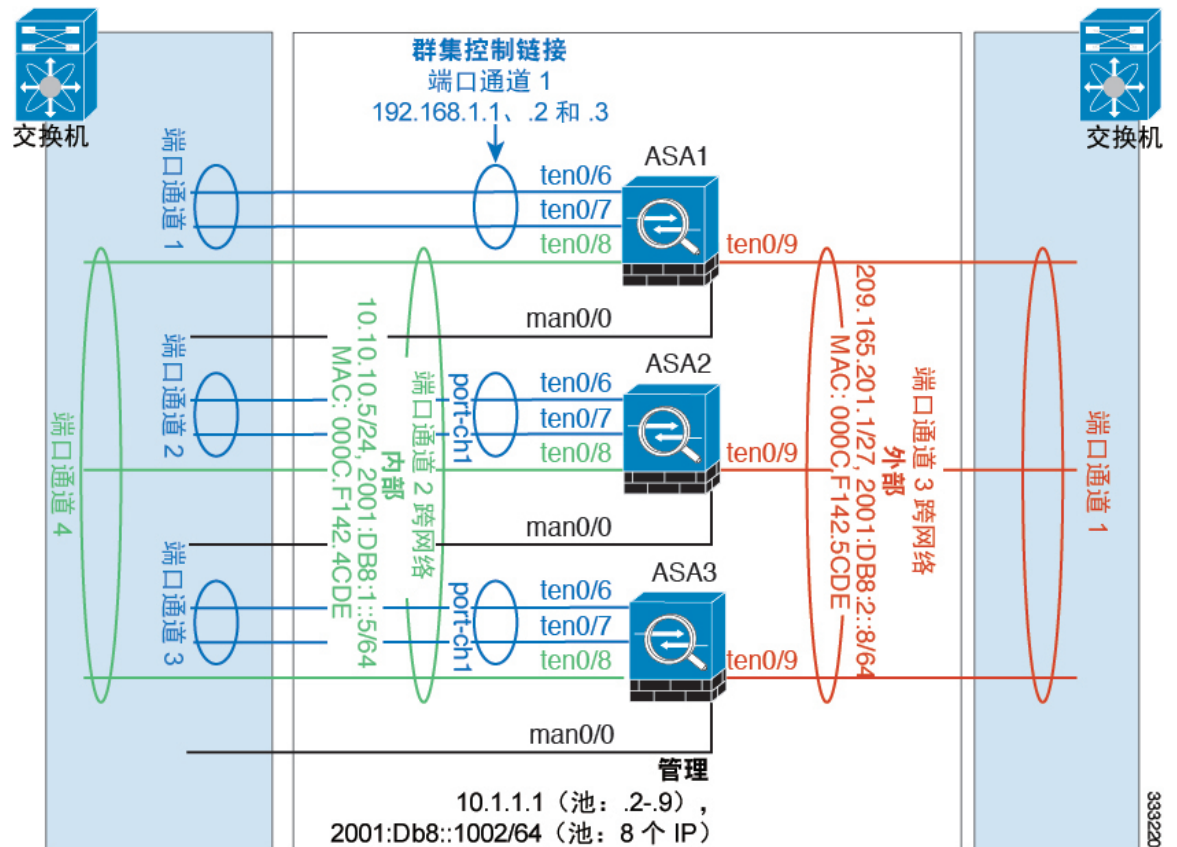 交换机
交换机
群集控制链接
端口通道 1
192.168.1.1、.2 和 .3
端口通道 1
ASA1
ten0/6
ten0/7
ten0/8
ten0/9
man0/0
端口通道 2
port-ch1
ASA2
ten0/6
ten0/7
ten0/8
ten0/9
man0/0
端口通道 3
port-ch1
ASA3
ten0/6
ten0/7
ten0/8
ten0/9
man0/0
端口通道 4
端口通道 2 跨网络
内部
10.10.10.5/24, 2001:DB8:1::5/64
MAC: 000C.F142.4CDE
端口通道 3 跨网络
外部
209.165.201.1/27, 2001:DB8:2::8/64
MAC: 000C.F142.5CDE
端口通道 1
管理
10.1.1.1（池：.2-.9），
2001:Db8::1002/64（池：8 个 IP）
333220